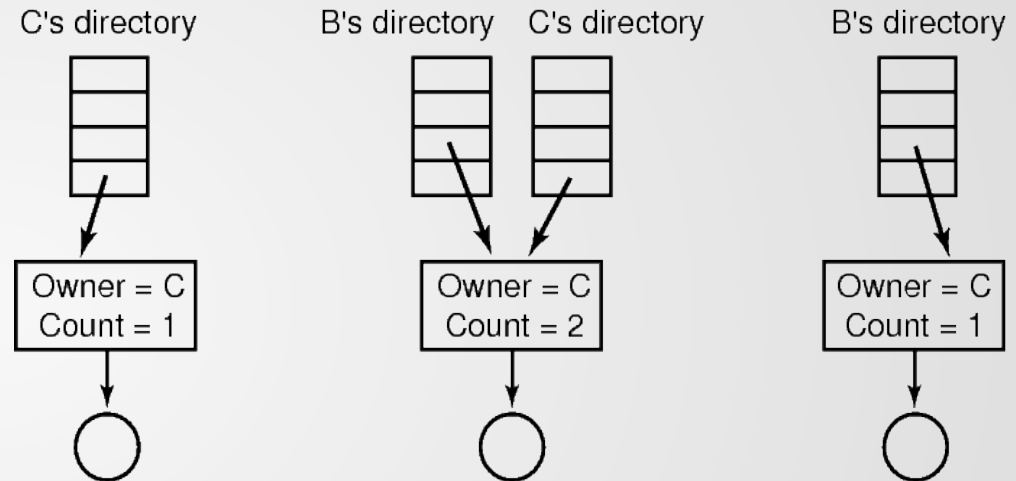 C's directory
B's directory
C's directory
B's directory
Owner = C
Count = 1
Owner = C
Count = 2
Owner = C
Count = 1